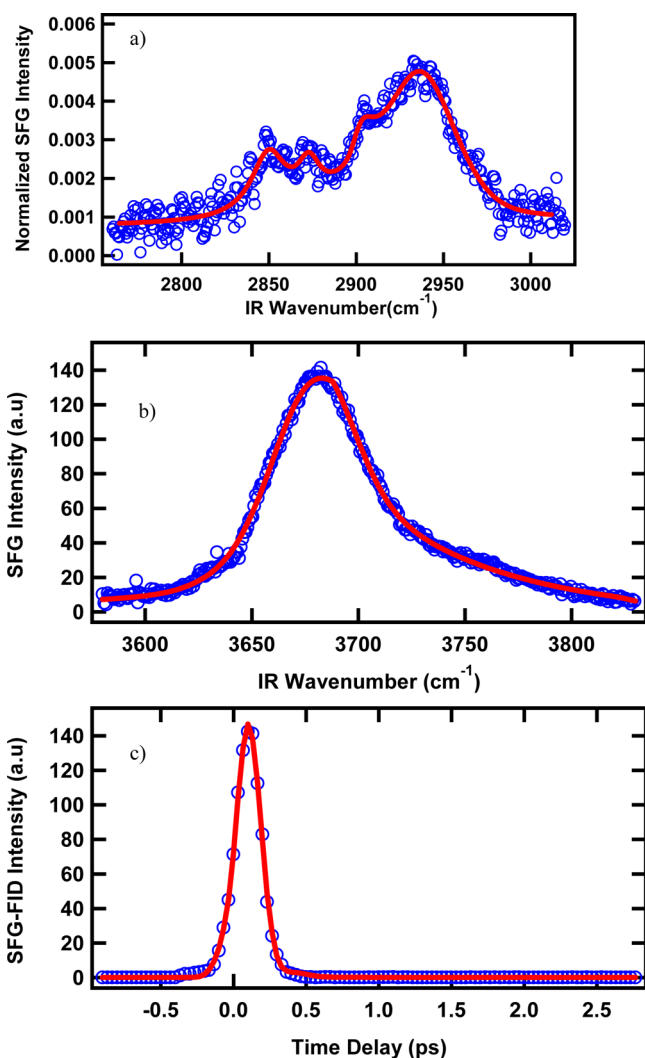 a)
Normalized SFG Intensity
0.006
0.005
0.004
0.003
0.002
0.001
0.000
2800 2850 2900 2950 3000
IR Wavenumber(cm⁻¹)
b)
SFG Intensity (a.u)
140
120
100
80
60
40
20
0
3600 3650 3700 3750 3800
IR Wavenumber (cm⁻¹)
c)
SFG-FID Intensity (a.u)
140
120
100
80
60
40
20
0
-0.5 0.0 0.5 1.0 1.5 2.0 2.5
Time Delay (ps)